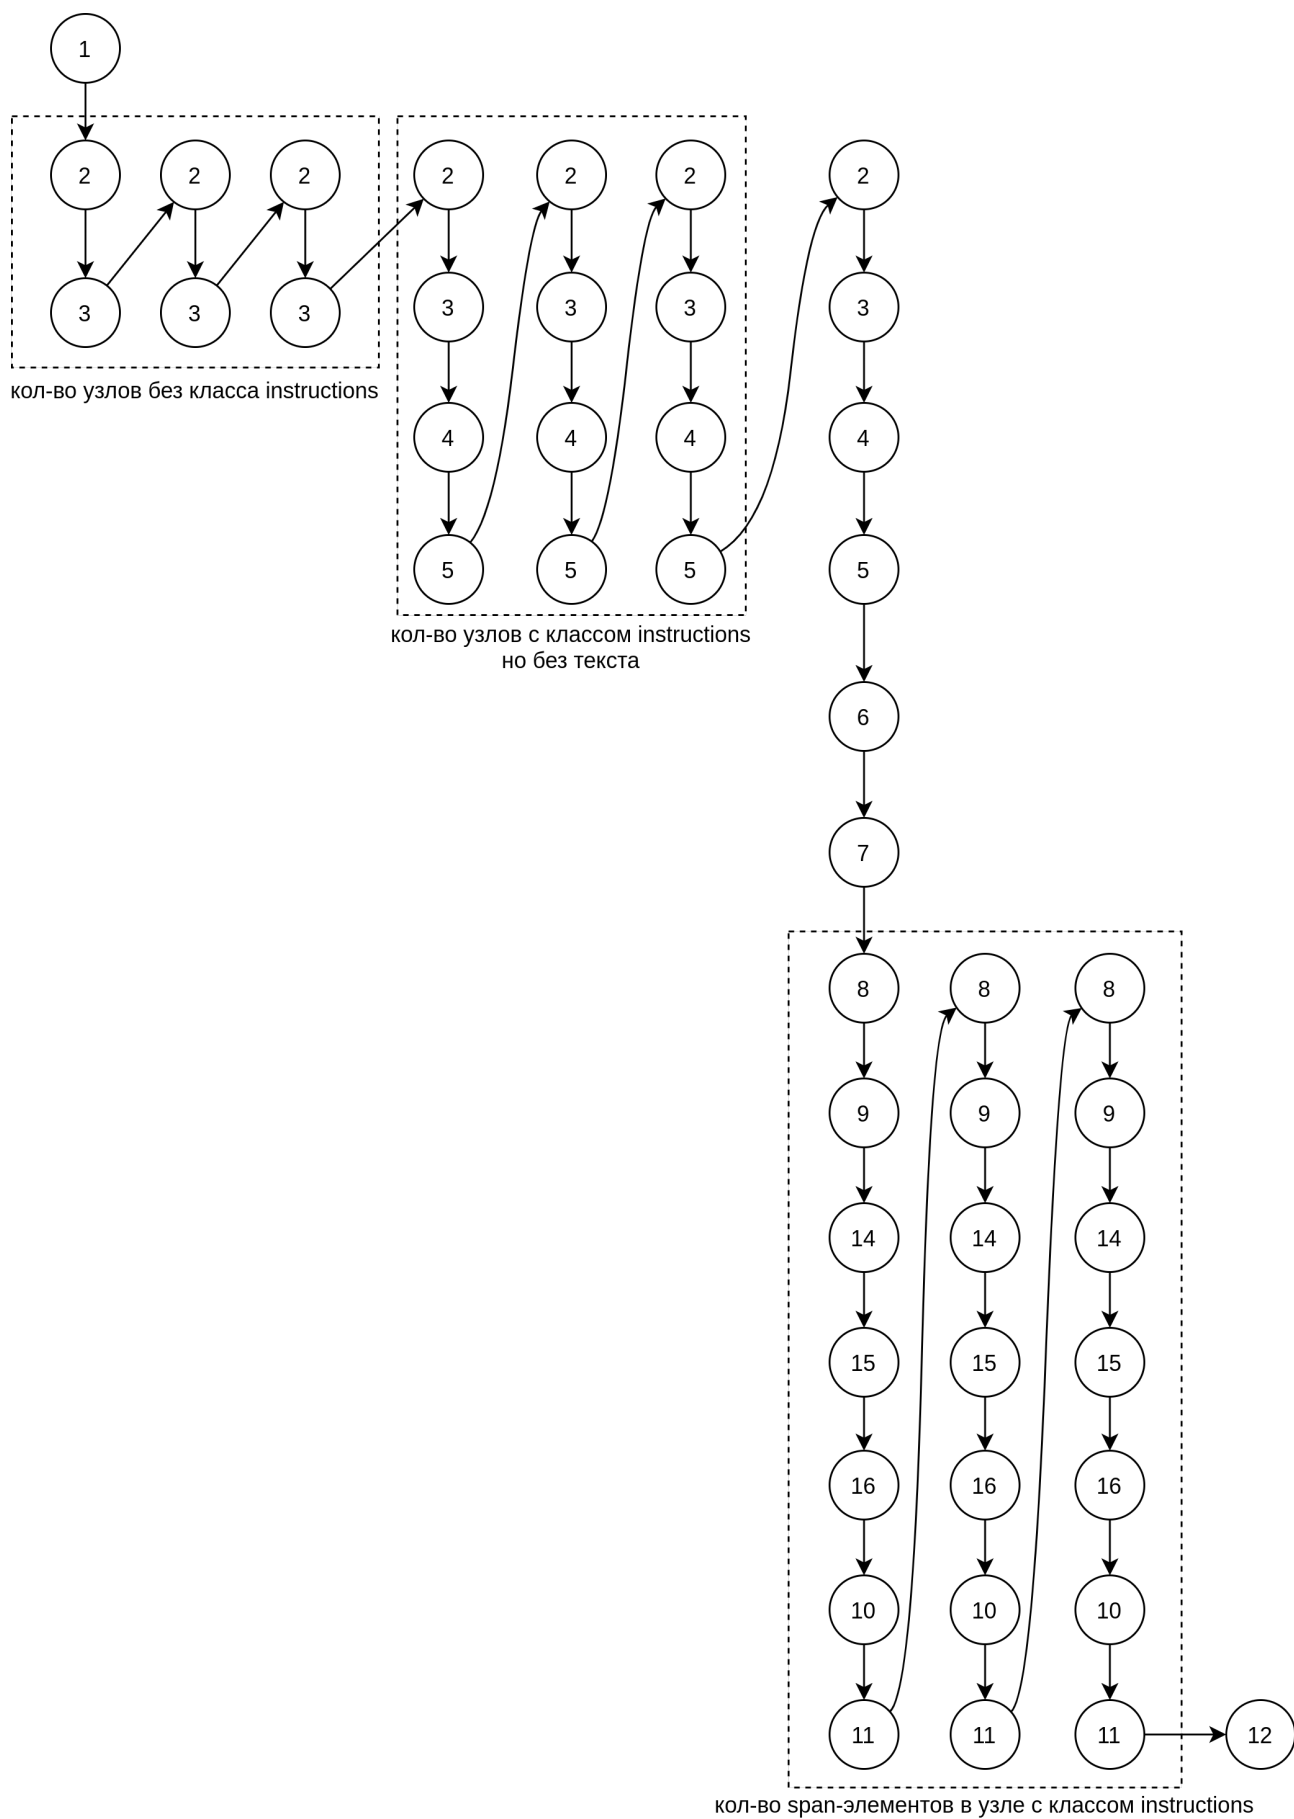 1
2 2 2 2 2 2 2
3 3 3 3
3 3 3
кол-во узлов без класса instructions
4 4 4 4
5 5 5 5
кол-во узлов с классом instructions
но без текста
6
7
8 8 8
9 9 9
14 14 14
15 15 15
16 16 16
10 10 10
11 11 11 12
кол-во span-элементов в узле с классом instructions